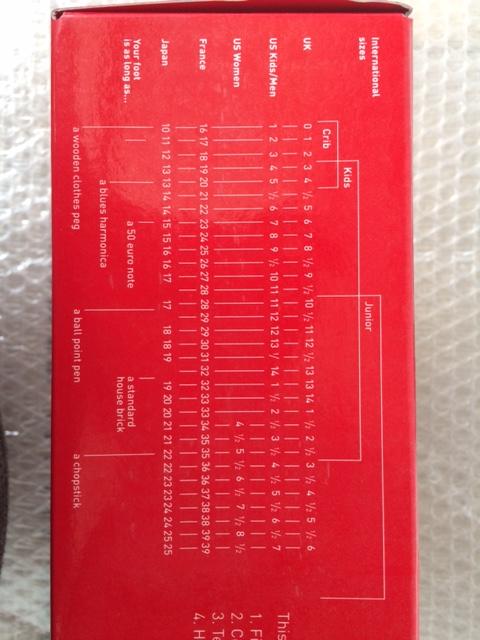 International
sizes
Crib
Kids
Junior
UK 0 1 2 3 4 ½ 5 6 7 8 ½ 9 ½ 10 ½ 11 12 ½ 13 13 14 1 ½ 2 ½ 3 ½ 4 ½ 5 ½ 6
US Kids/Men 1 2 3 4 5 ½ 6 7 8 9 ½ 10 11 11 12 12 13 14 1 ½ 2 ½ 3 ½ 4 ½ 5 ½ 6 ½ 7
US Women 4 ½ 5 ½ 6 ½ 7 ½ 8 ½
France 16 17 18 19 20 21 22 23 24 25 26 27 28 28 29 29 30 31 32 32 33 33 34 35 35 36 36 37 38 38 39 39
Japan 10 11 12 13 13 14 14 15 15 16 16 17 17 18 18 19 19 20 20 21 21 22 22 23 23 24 24 25 25
Your foot
is as long as...
a wooden clothes peg
a blues harmonica
a 50 euro note
a ball point pen
a standard
house brick
a chopstick
This
1.
2.
3.
4.